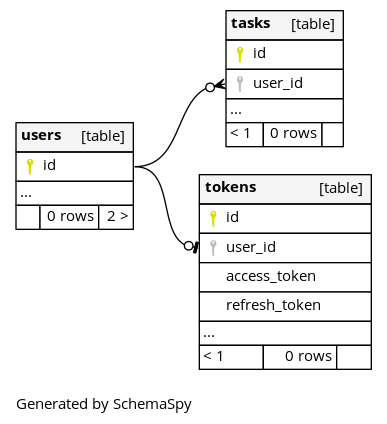 tasks [table]
id
user_id
...
< 1 0 rows
users [table]
id
...
0 rows 2 >
tokens [table]
id
user_id
access_token
refresh_token
...
< 1 0 rows
Generated by SchemaSpy